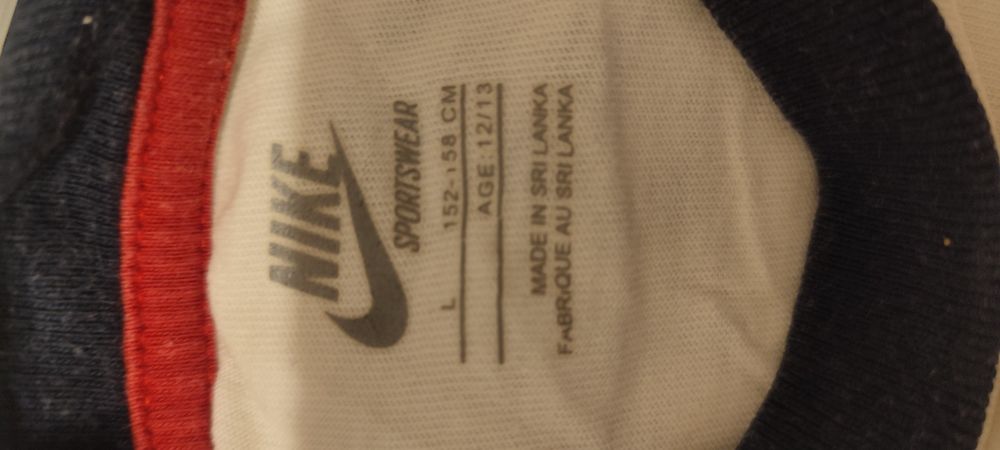 NIKE
SPORTSWEAR
L 152-158 CM
AGE:12/13
MADE IN SRI LANKA
FABRIQUE AU SRI LANKA